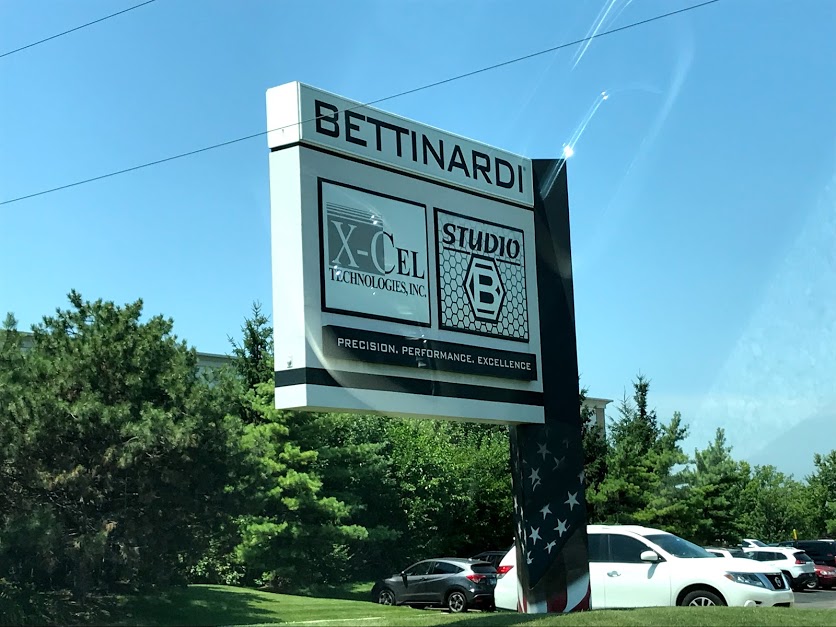 BETTINARDI
X-CEL
TECHNOLOGIES, INC.
STUDIO
B
PRECISION. PERFORMANCE. EXCELLENCE